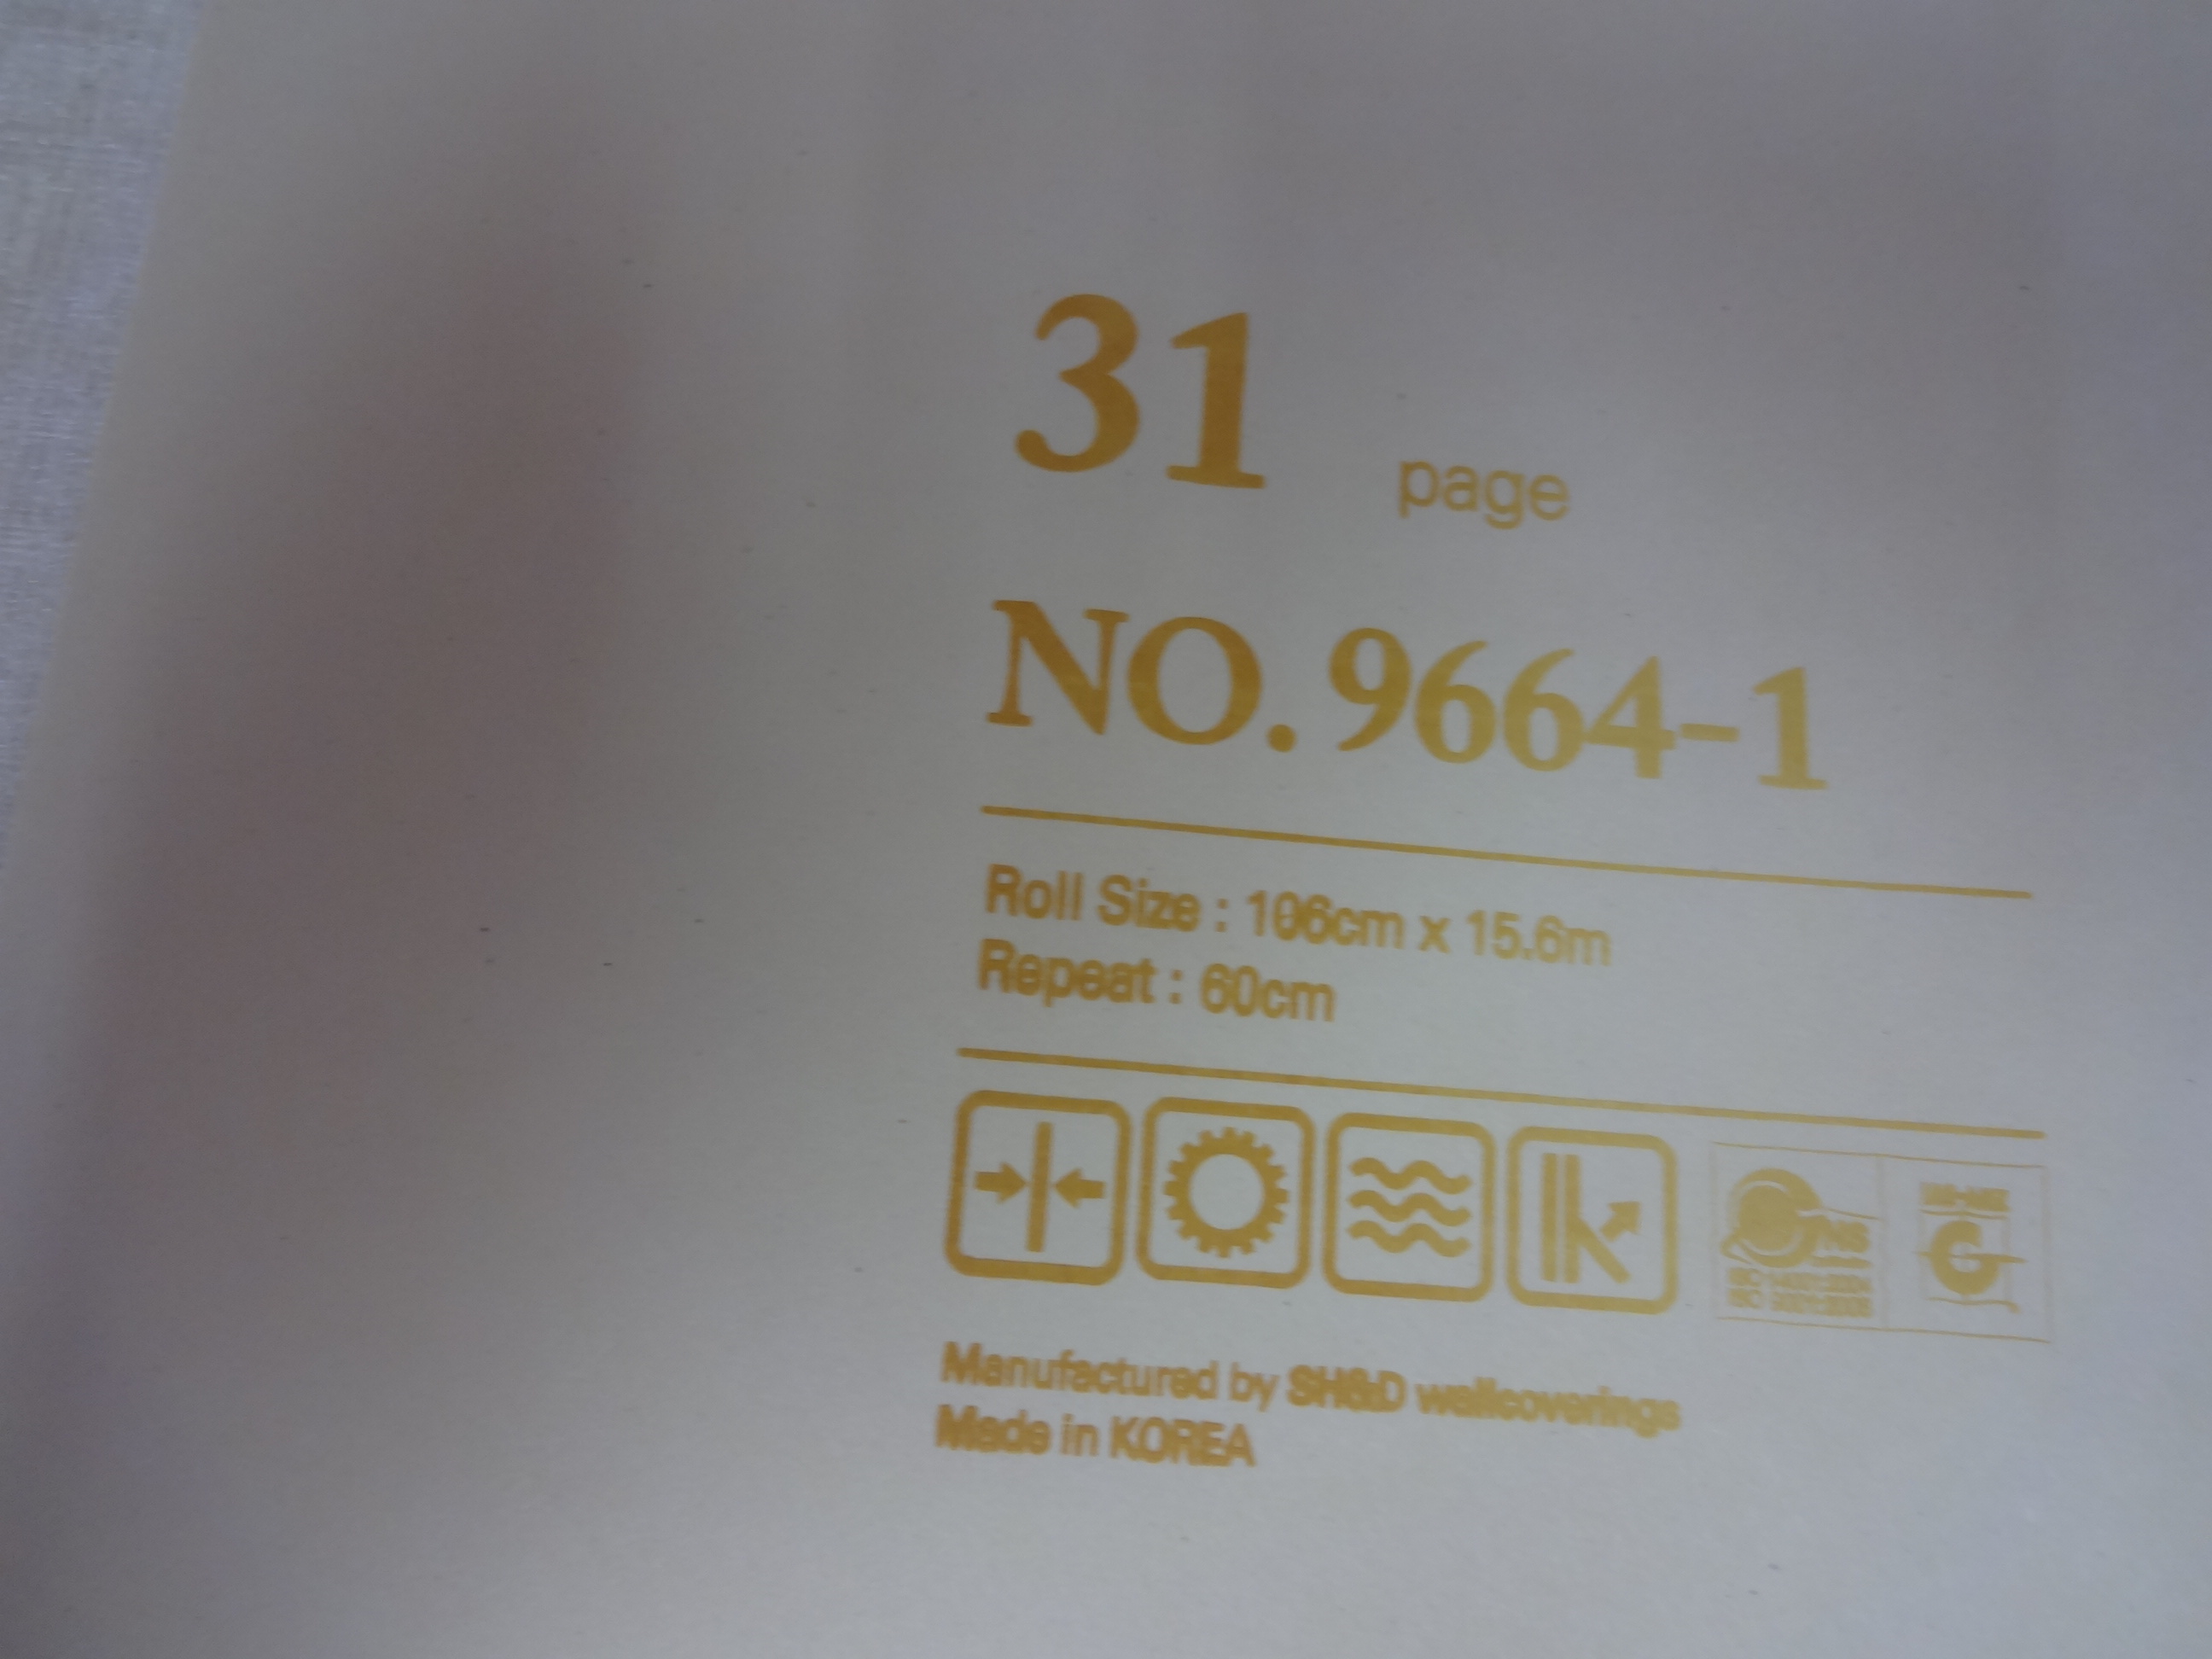 31 page
NO. 9664-1
Roll Size : 106cm x 15.6m
Repeat : 60cm
Manufactured by SH&D wallcoverings
Made in KOREA